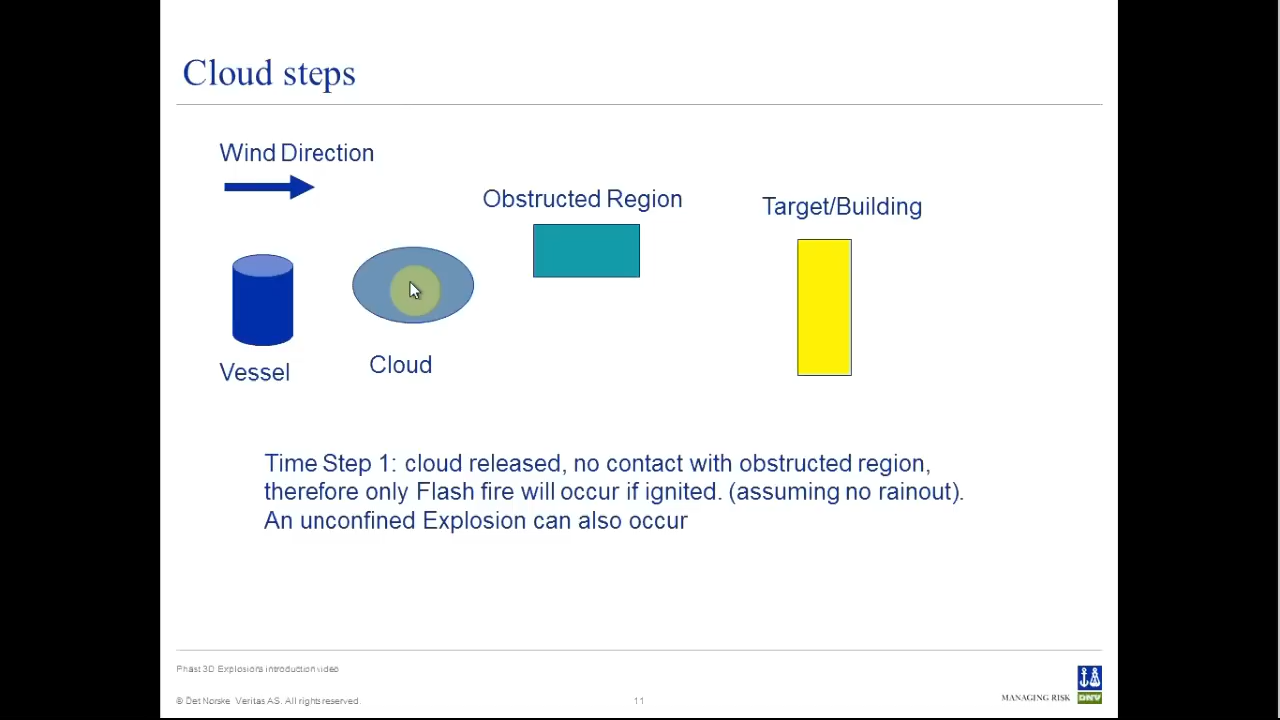 Cloud steps
Wind Direction
Obstructed Region
Target/Building
Vessel
Cloud
Time Step 1: cloud released, no contact with obstructed region,
therefore only Flash fire will occur if ignited. (assuming no rainout).
An unconfined Explosion can also occur
Phast 3D Explosions introduction video
© Det Norske Veritas AS. All rights reserved.
11
MANAGING RISK
DNV